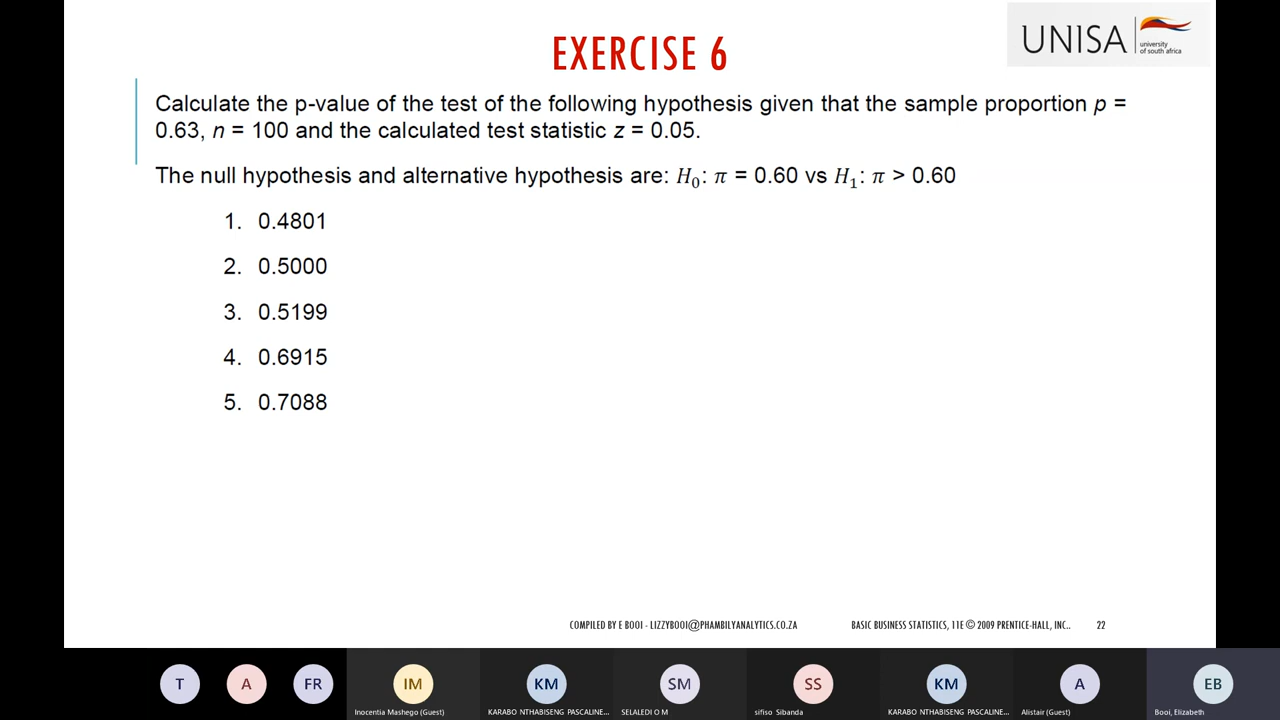 UNISA
university
of south africa
EXERCISE 6
Calculate the p-value of the test of the following hypothesis given that the sample proportion p =
0.63, n = 100 and the calculated test statistic z = 0.05.
The null hypothesis and alternative hypothesis are: H₀: π = 0.60 vs H₁: π > 0.60
1. 0.4801
2. 0.5000
3. 0.5199
4. 0.6915
5. 0.7088
COMPILED BY E BOOI - LIZZYBOOI@PHAMBILYANALYTICS.CO.ZA BASIC BUSINESS STATISTICS, 11E © 2009 PRENTICE-HALL, INC.. 22
T A FR IM KM SM SS KM A EB
Inocentia Mashego (Guest) KARABO NTHABISENG PASCALINE... SELALEDI O M sifiso Sibanda KARABO NTHABISENG PASCALINE... Alistair (Guest) Booi, Elizabeth